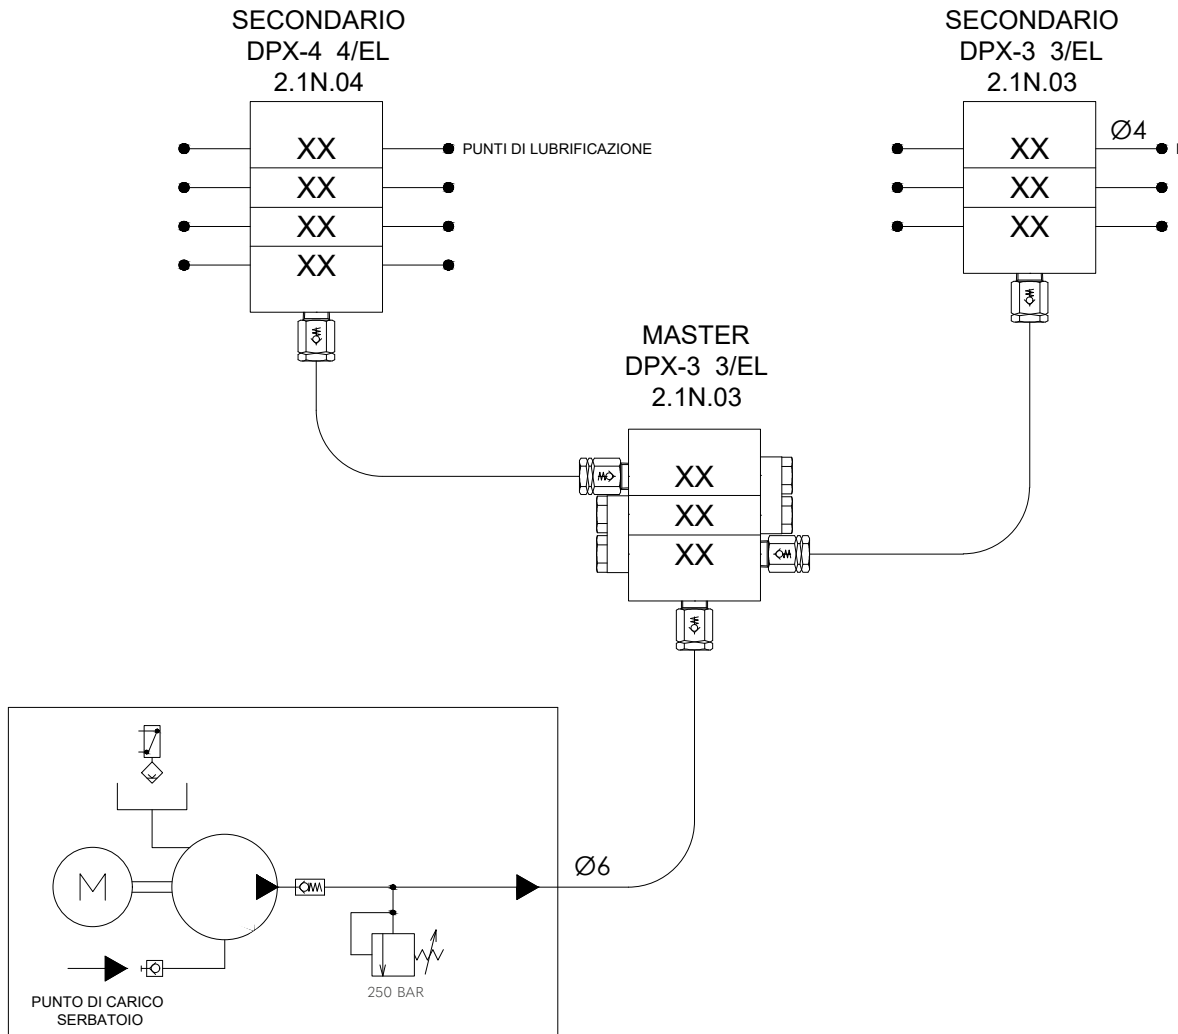 SECONDARIO
DPX-4 4/EL
2.1N.04
SECONDARIO
DPX-3 3/EL
2.1N.03
XX
XX
XX
XX
PUNTI DI LUBRIFICAZIONE
XX
XX
XX
Ø4
MASTER
DPX-3 3/EL
2.1N.03
XX
XX
XX
M
Ø6
250 BAR
PUNTO DI CARICO
SERBATOIO